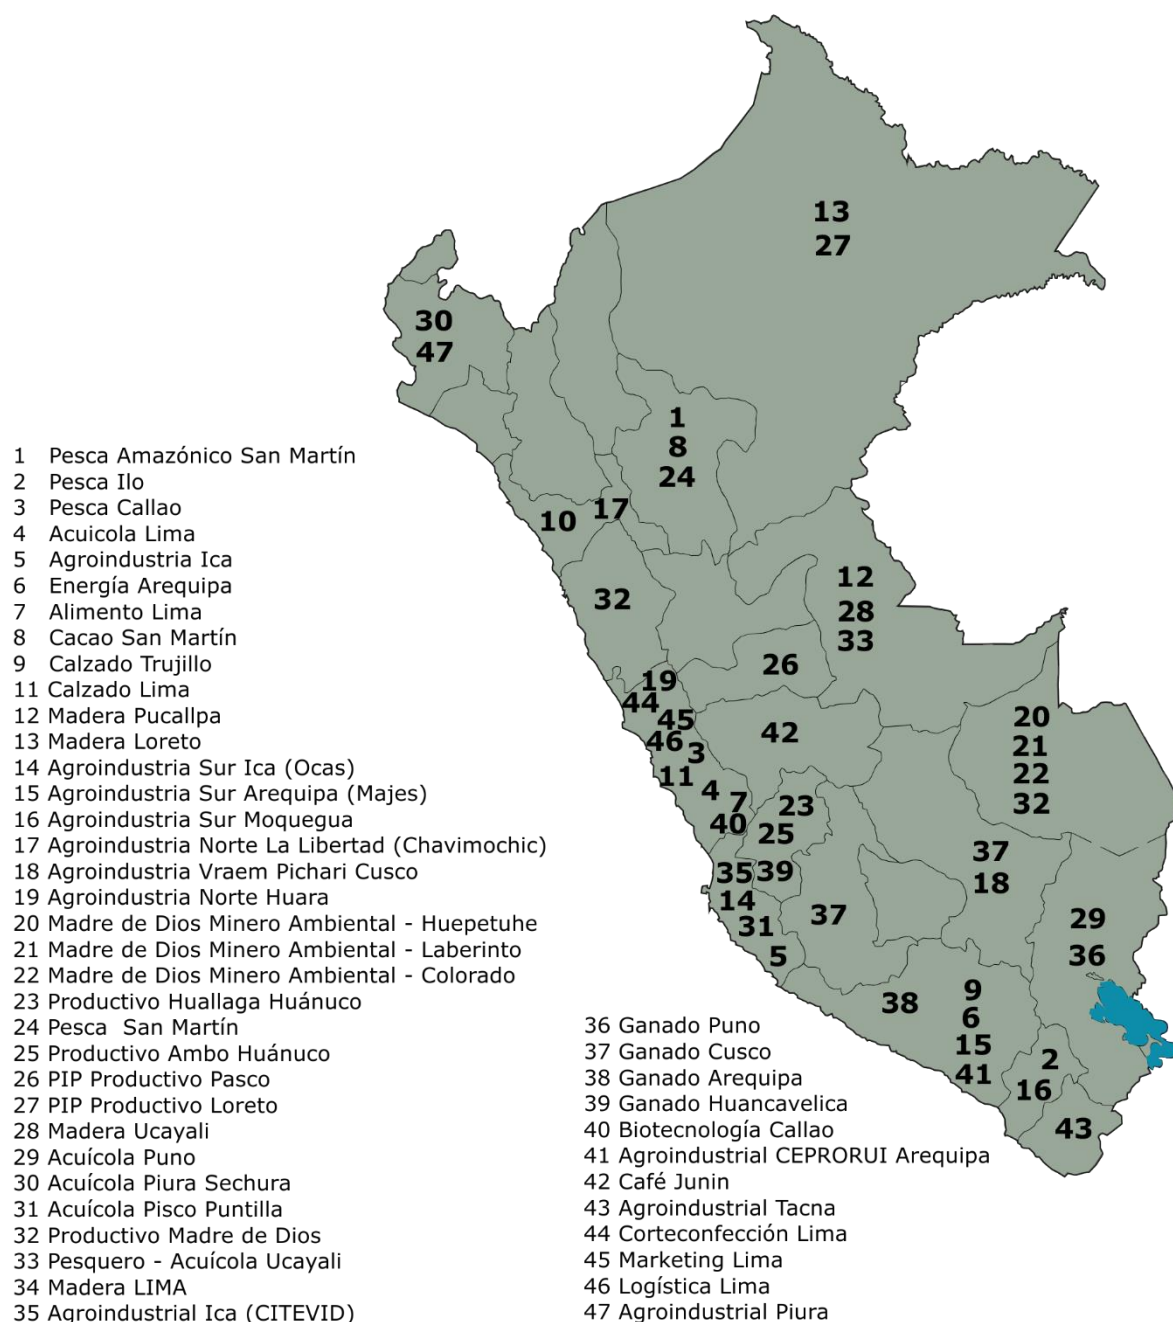 13
27
30
47
1
8
24
17
10
12
28
33
32
26
19
44
45
46
3
11
4
7
40
42
23
25
20
21
22
32
37
18
35
39
14
31
5
37
29
36
38
9
6
15
41
2
16
43
1 Pesca Amazónico San Martín
2 Pesca Ilo
3 Pesca Callao
4 Acuicola Lima
5 Agroindustria Ica
6 Energía Arequipa
7 Alimento Lima
8 Cacao San Martín
9 Calzado Trujillo
11 Calzado Lima
12 Madera Pucallpa
13 Madera Loreto
14 Agroindustria Sur Ica (Ocas)
15 Agroindustria Sur Arequipa (Majes)
16 Agroindustria Sur Moquegua
17 Agroindustria Norte La Libertad (Chavimochic)
18 Agroindustria Vraem Pichari Cusco
19 Agroindustria Norte Huara
20 Madre de Dios Minero Ambiental - Huepetuhe
21 Madre de Dios Minero Ambiental - Laberinto
22 Madre de Dios Minero Ambiental - Colorado
23 Productivo Huallaga Huánuco
24 Pesca San Martín
25 Productivo Ambo Huánuco
26 PIP Productivo Pasco
27 PIP Productivo Loreto
28 Madera Ucayali
29 Acuícola Puno
30 Acuícola Piura Sechura
31 Acuícola Pisco Puntilla
32 Productivo Madre de Dios
33 Pesquero - Acuícola Ucayali
34 Madera LIMA
35 Agroindustrial Ica (CITEVID)
36 Ganado Puno
37 Ganado Cusco
38 Ganado Arequipa
39 Ganado Huancavelica
40 Biotecnología Callao
41 Agroindustrial CEPRORUI Arequipa
42 Café Junin
43 Agroindustrial Tacna
44 Corteconfección Lima
45 Marketing Lima
46 Logística Lima
47 Agroindustrial Piura